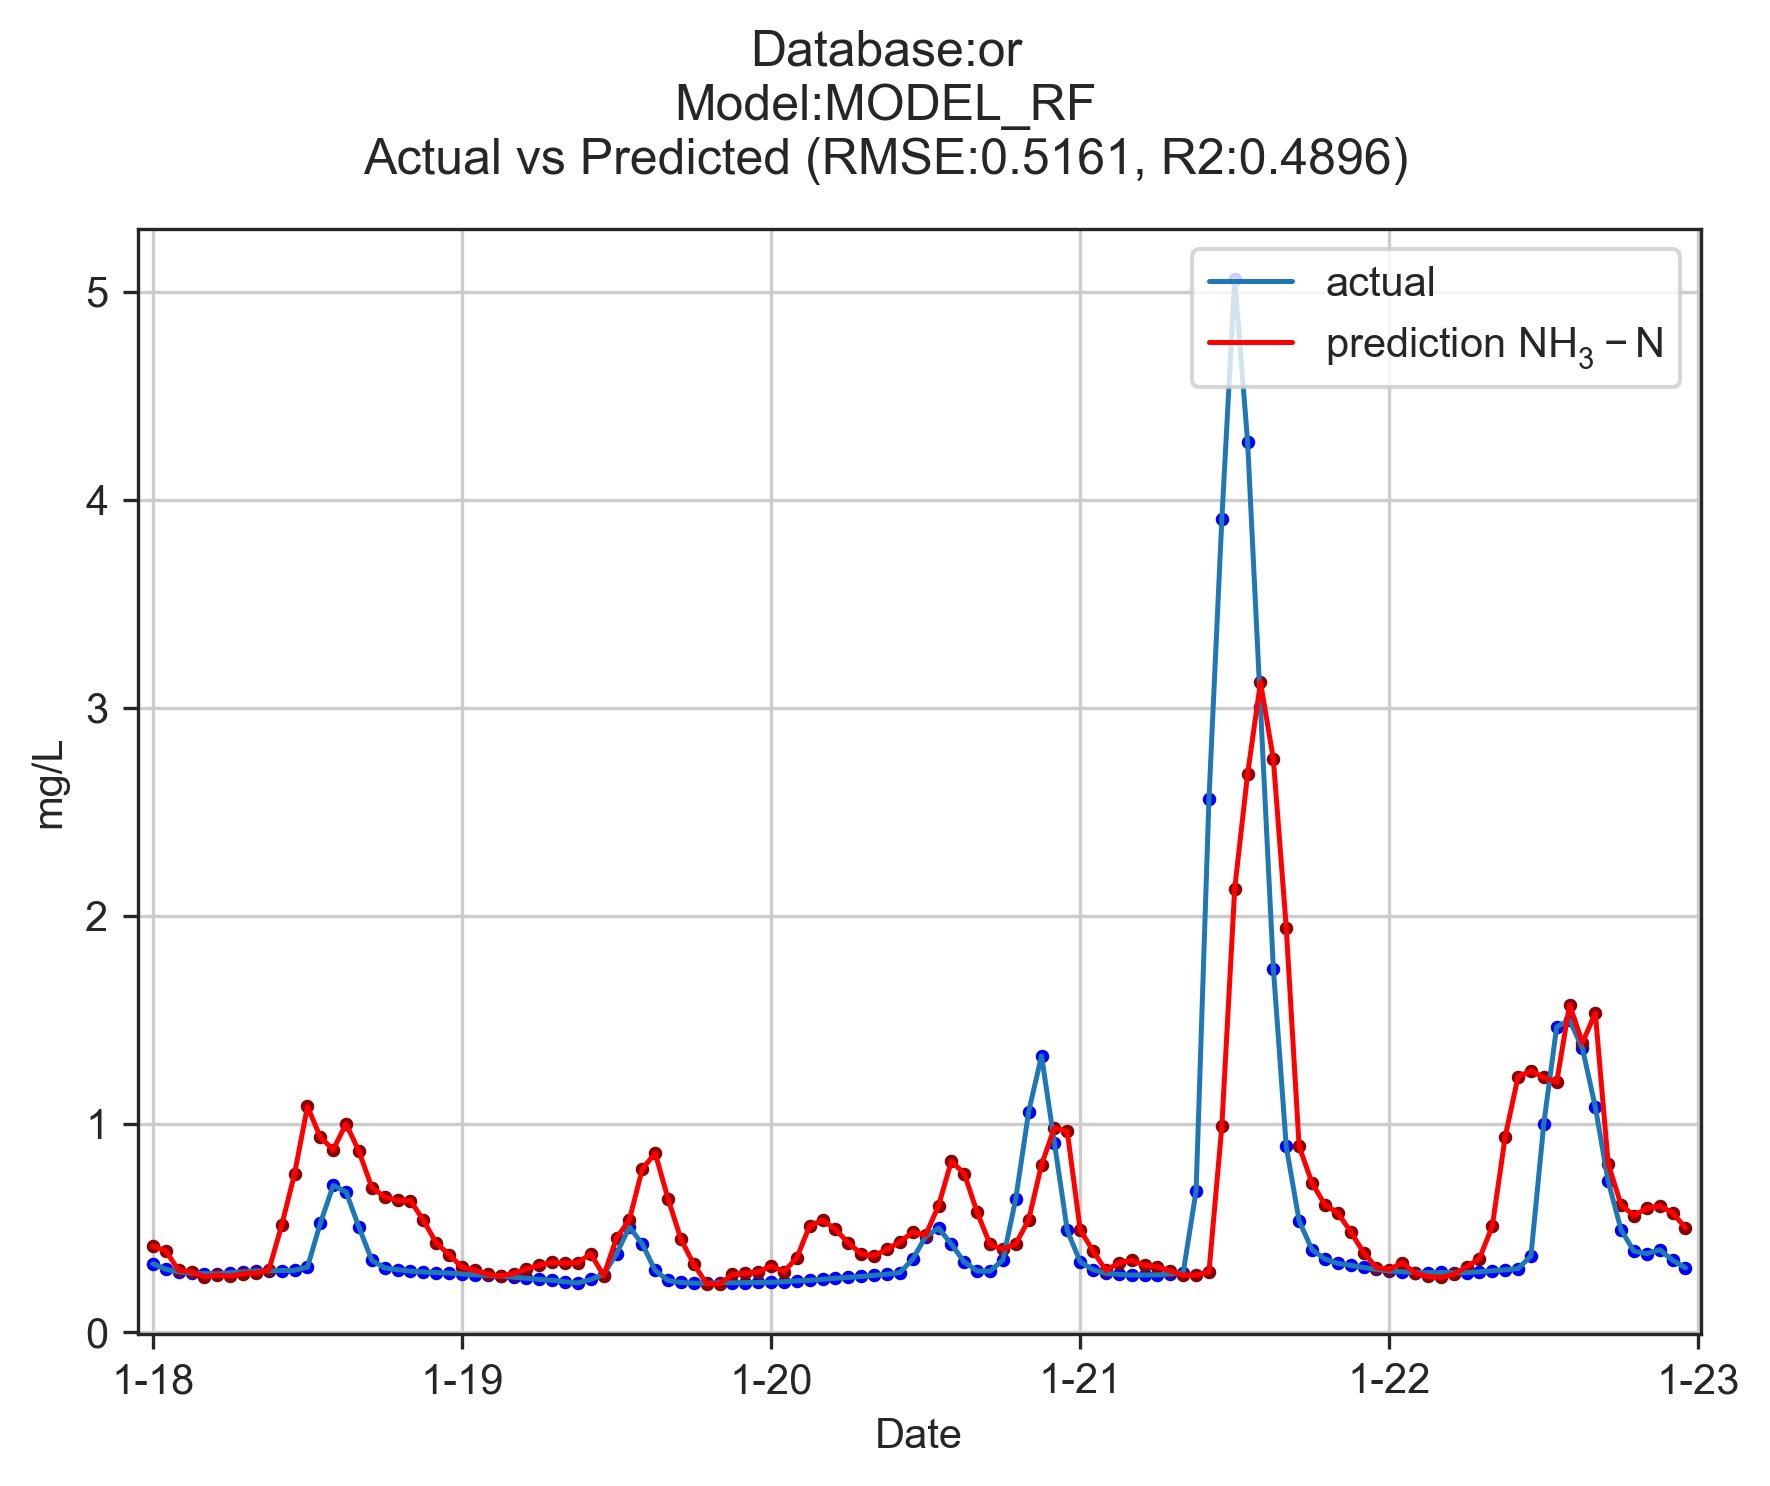 Database:or
Model:MODEL_RF
Actual vs Predicted (RMSE:0.5161, R2:0.4896)
actual
prediction NH₃ − N
5
4
3
2
1
0
mg/L
1-18 1-19 1-20 1-21 1-22 1-23
Date